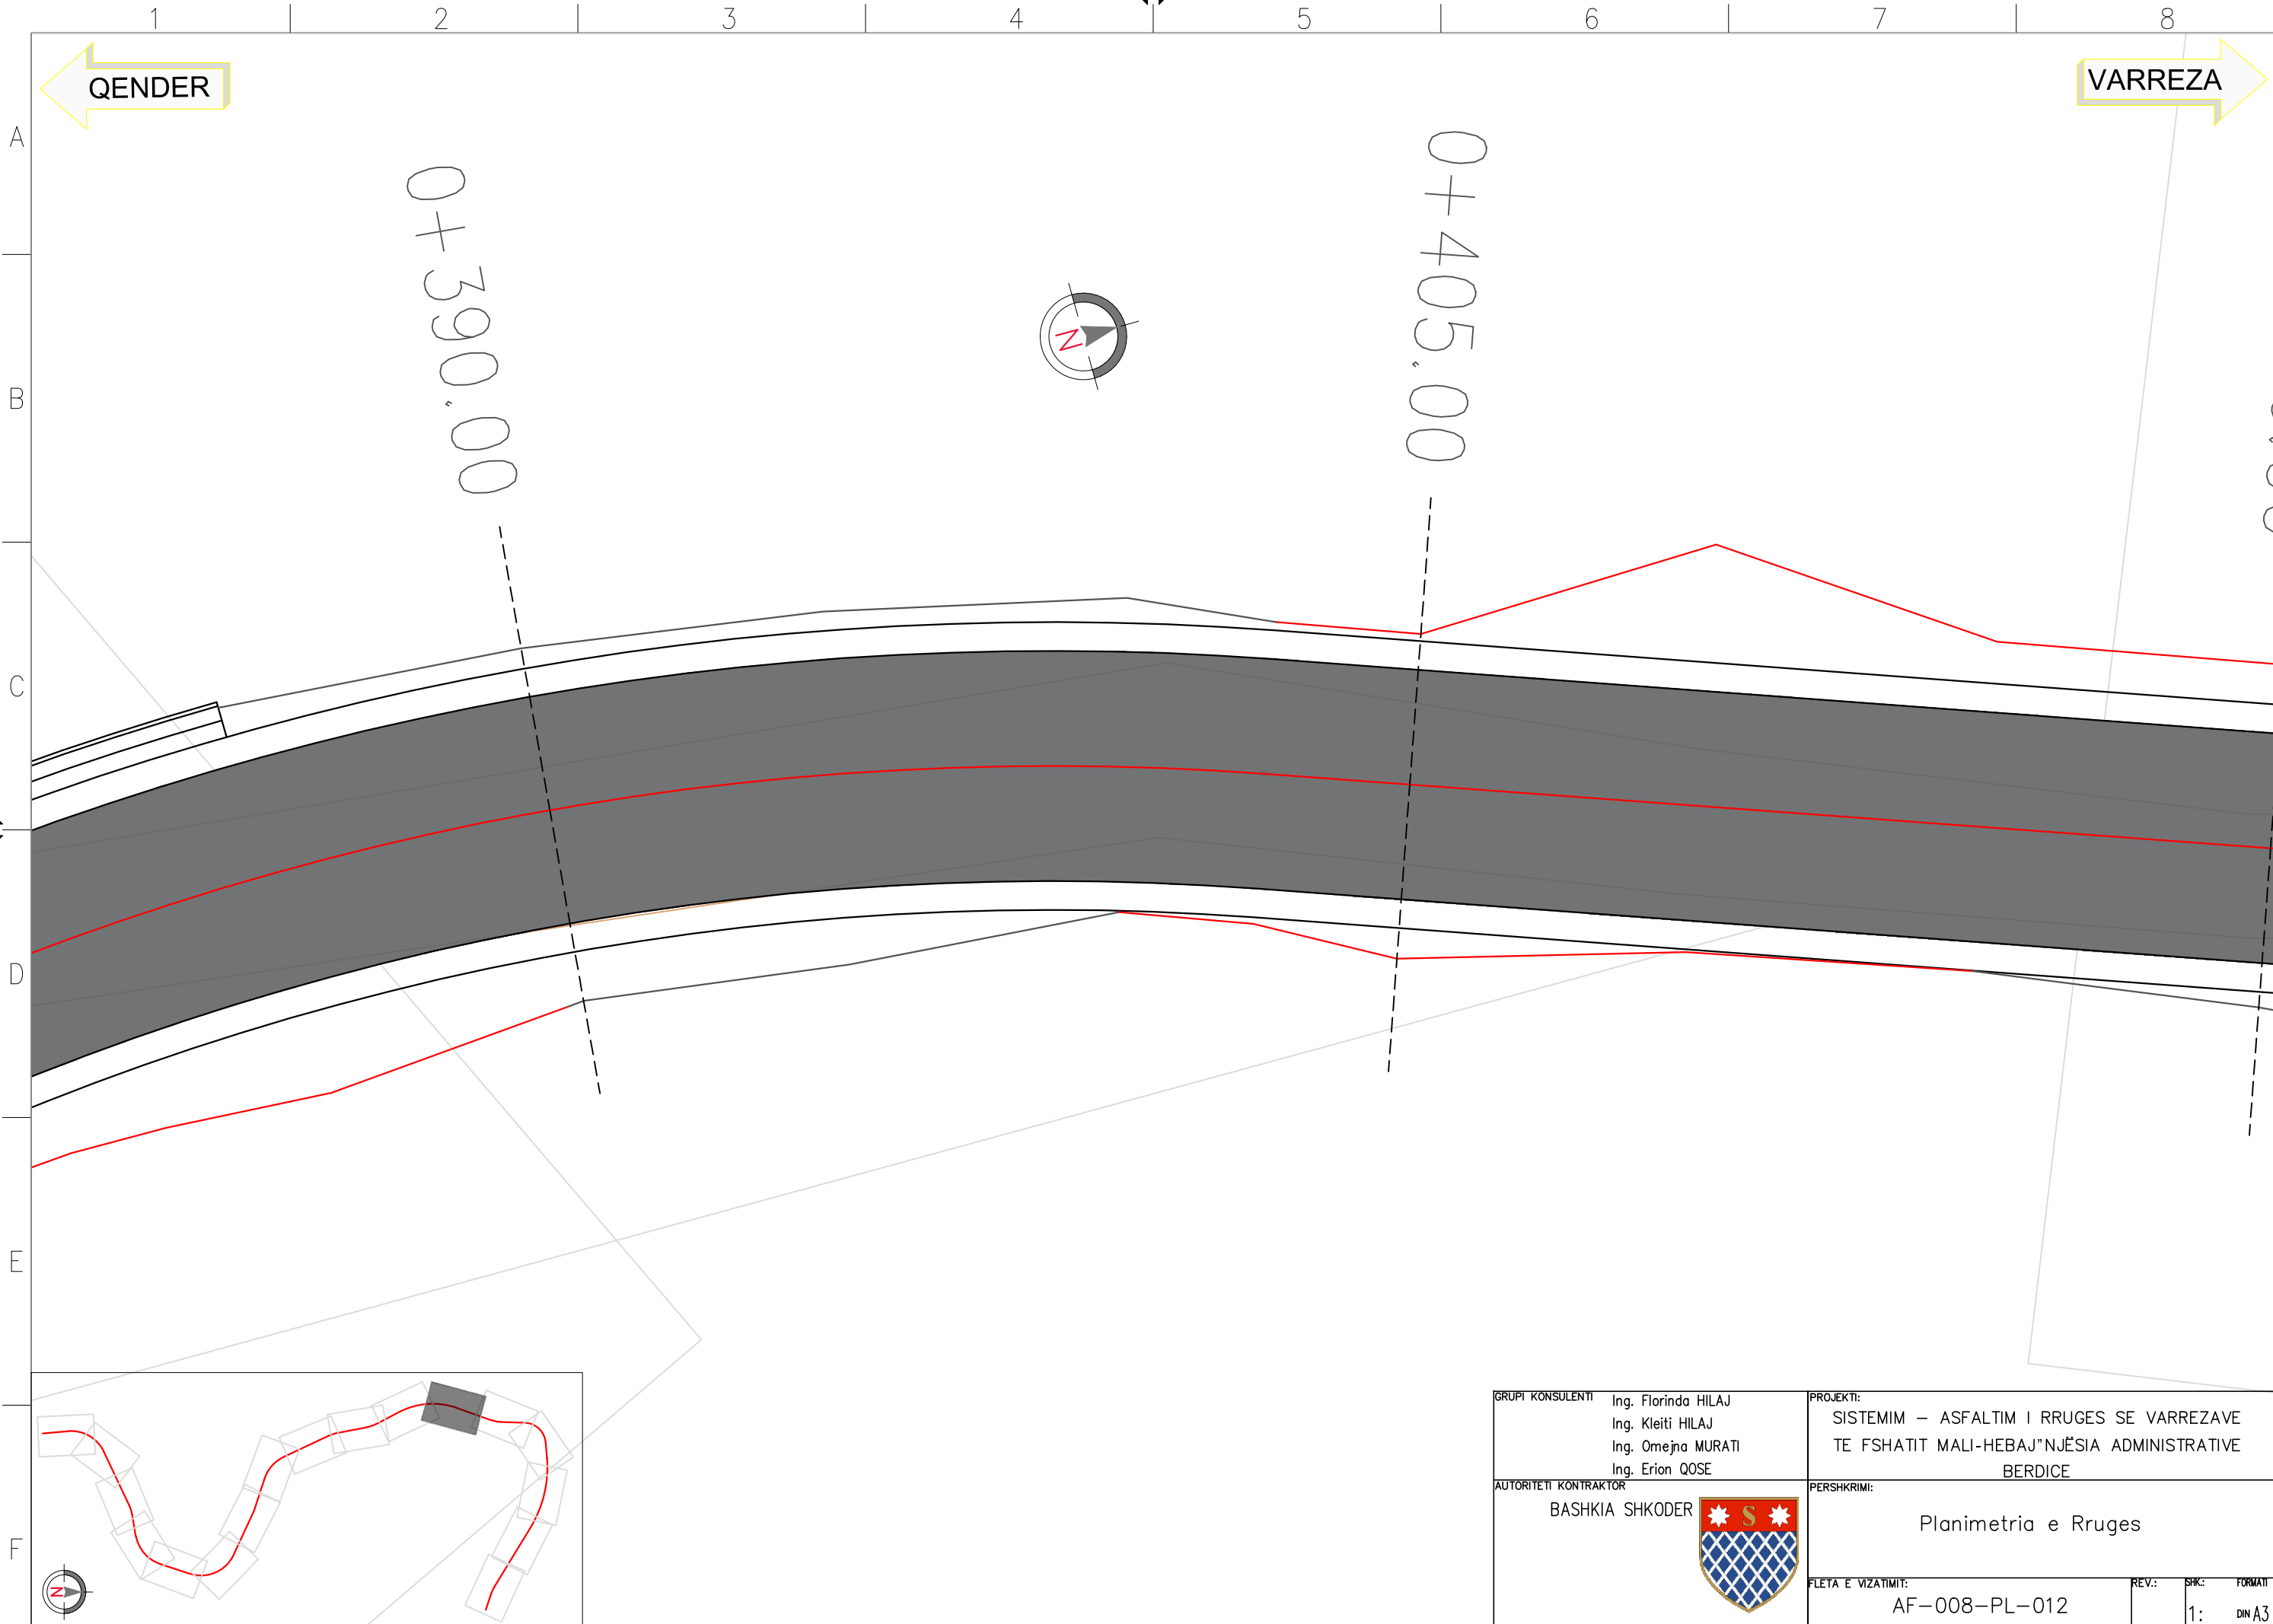 1 2 3 4 5 6 7 8
QENDER
VARREZA
A
B
C
D
E
F
0+390.00
0+405.00
N
N
GRUPI KONSULENTI
Ing. Florinda HILAJ
Ing. Kleiti HILAJ
Ing. Omejna MURATI
Ing. Erion QOSE
AUTORITETI KONTRAKTOR
BASHKIA SHKODER
S
PROJEKTI:
SISTEMIM – ASFALTIM I RRUGES SE VARREZAVE
TE FSHATIT MALI-HEBAJ"NJËSIA ADMINISTRATIVE
BERDICE
PERSHKRIMI:
Planimetria e Rruges
FLETA E VIZATIMIT:
AF-008-PL-012
REV.:
SHK.:
1:
FORMATI
DIN A3